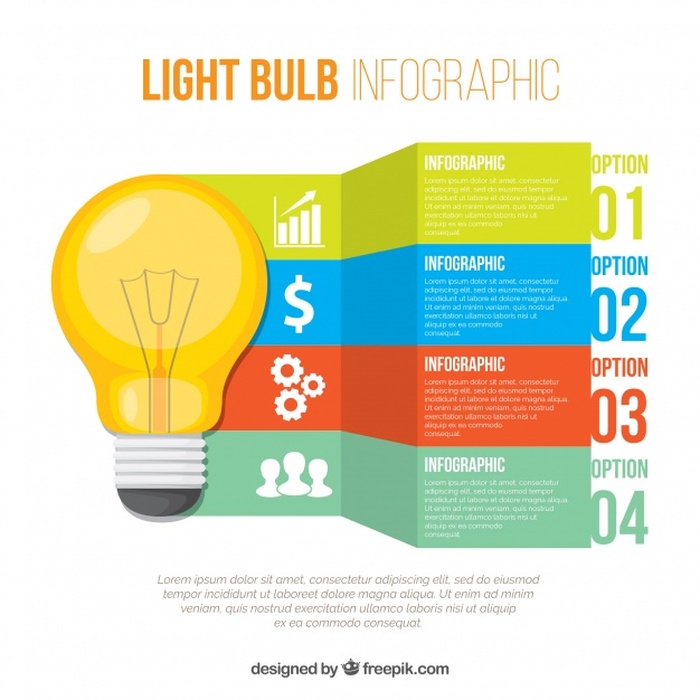 LIGHT BULB INFOGRAPHIC
INFOGRAPHIC
Lorem ipsum dolor sit amet, consectetur
adipiscing elit, sed do eiusmod tempor
incididunt ut labore et dolore magna aliqua.
Ut enim ad minim veniam, quis nostrud
exercitation ullamco laboris nisi ut
aliquip ex ea commodo
consequat.
OPTION
01
INFOGRAPHIC
Lorem ipsum dolor sit amet, consectetur
adipiscing elit, sed do eiusmod tempor
incididunt ut labore et dolore magna aliqua.
Ut enim ad minim veniam, quis nostrud
exercitation ullamco laboris nisi ut
aliquip ex ea commodo
consequat.
$
OPTION
02
INFOGRAPHIC
Lorem ipsum dolor sit amet, consectetur
adipiscing elit, sed do eiusmod tempor
incididunt ut labore et dolore magna aliqua.
Ut enim ad minim veniam, quis nostrud
exercitation ullamco laboris nisi ut
aliquip ex ea commodo
consequat.
OPTION
03
INFOGRAPHIC
Lorem ipsum dolor sit amet, consectetur
adipiscing elit, sed do eiusmod tempor
incididunt ut labore et dolore magna aliqua.
Ut enim ad minim veniam, quis nostrud
exercitation ullamco laboris nisi ut
aliquip ex ea commodo
consequat.
OPTION
04
Lorem ipsum dolor sit amet, consectetur adipiscing elit, sed do eiusmod
tempor incididunt ut labore et dolore magna aliqua. Ut enim ad minim
veniam, quis nostrud exercitation ullamco laboris nisi ut aliquip
ex ea commodo consequat.
designed by freepik.com